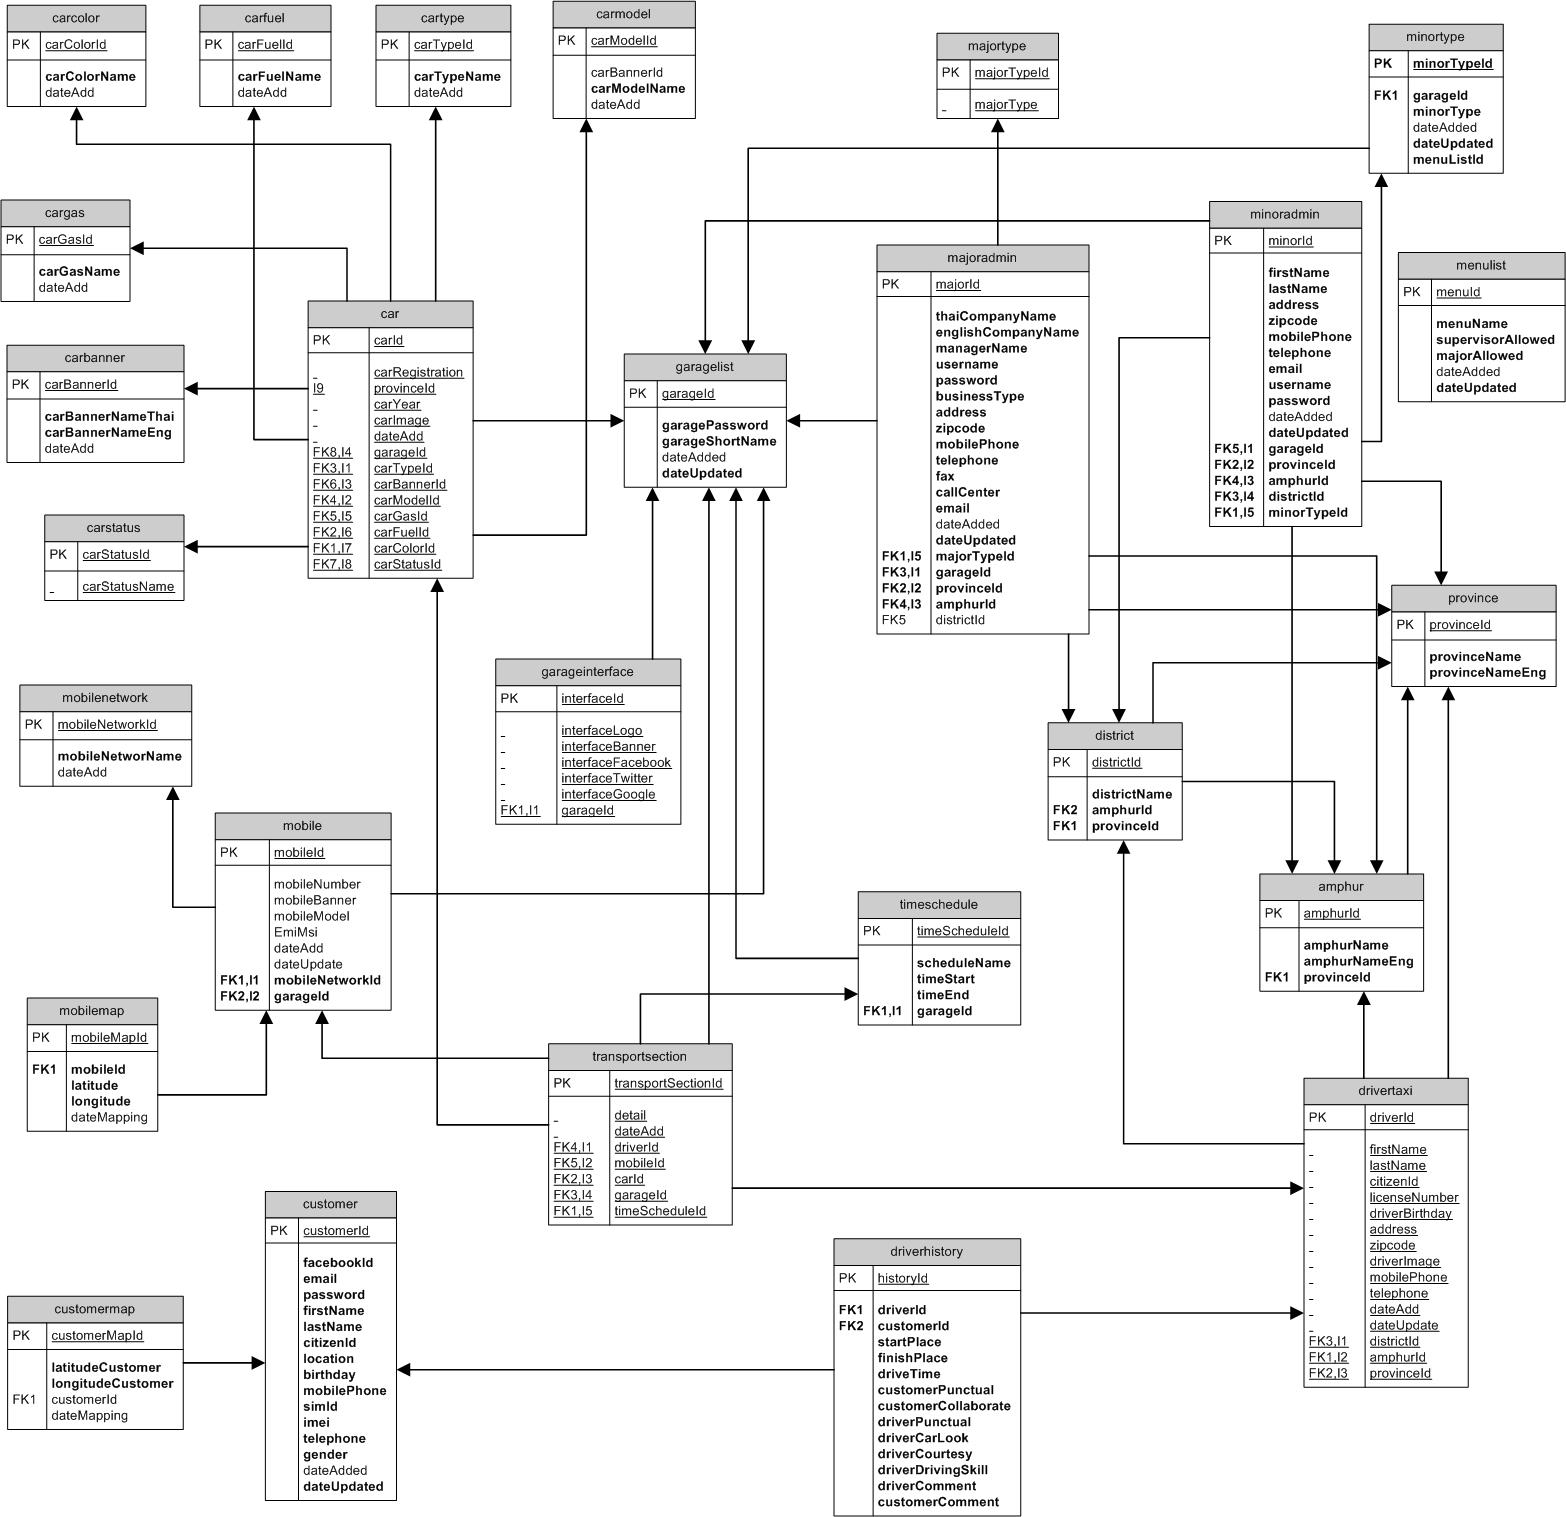 carcolor
PK carColorId
carColorName
dateAdd
carfuel
PK carFuelId
carFuelName
dateAdd
cartype
PK carTypeId
carTypeName
dateAdd
carmodel
PK carModelId
carBannerId
carModelName
dateAdd
majortype
PK majorTypeId
_ majorType
minortype
PK minorTypeId
FK1 garageId
minorType
dateAdded
dateUpdated
menuListId
cargas
PK carGasId
carGasName
dateAdd
carbanner
PK carBannerId
carBannerNameThai
carBannerNameEng
dateAdd
carstatus
PK carStatusId
_ carStatusName
car
PK carId
_ carRegistration
I9 provinceId
_ carYear
_ carImage
_ dateAdd
FK8,I4 garageId
FK3,I1 carTypeId
FK6,I3 carBannerId
FK4,I2 carModelId
FK5,I5 carGasId
FK2,I6 carFuelId
FK1,I7 carColorId
FK7,I8 carStatusId
garagelist
PK garageId
garagePassword
garageShortName
dateAdded
dateUpdated
majoradmin
PK majorId
thaiCompanyName
englishCompanyName
managerName
username
password
businessType
address
zipcode
mobilePhone
telephone
fax
callCenter
email
dateAdded
dateUpdated
FK1,I5 majorTypeId
FK3,I1 garageId
FK2,I2 provinceId
FK4,I3 amphurId
FK5 districtId
minoradmin
PK minorId
firstName
lastName
address
zipcode
mobilePhone
telephone
email
username
password
dateAdded
dateUpdated
FK5,I1 garageId
FK2,I2 provinceId
FK4,I3 amphurId
FK3,I4 districtId
FK1,I5 minorTypeId
menulist
PK menuId
menuName
supervisorAllowed
majorAllowed
dateAdded
dateUpdated
province
PK provinceId
provinceName
provinceNameEng
garageinterface
PK interfaceId
_ interfaceLogo
_ interfaceBanner
_ interfaceFacebook
_ interfaceTwitter
_ interfaceGoogle
FK1,I1 garageId
district
PK districtId
districtName
FK2 amphurId
FK1 provinceId
mobilenetwork
PK mobileNetworkId
mobileNetworName
dateAdd
mobile
PK mobileId
mobileNumber
mobileBanner
mobileModel
EmiMsi
dateAdd
dateUpdate
FK1,I1 mobileNetworkId
FK2,I2 garageId
timeschedule
PK timeScheduleId
scheduleName
timeStart
timeEnd
FK1,I1 garageId
amphur
PK amphurId
amphurName
amphurNameEng
FK1 provinceId
mobilemap
PK mobileMapId
FK1 mobileId
latitude
longitude
dateMapping
transportsection
PK transportSectionId
_ detail
_ dateAdd
FK4,I1 driverId
FK5,I2 mobileId
FK2,I3 carId
FK3,I4 garageId
FK1,I5 timeScheduleId
drivertaxi
PK driverId
_ firstName
_ lastName
_ citizenId
_ licenseNumber
_ driverBirthday
_ address
_ zipcode
_ driverImage
_ mobilePhone
_ telephone
_ dateAdd
_ dateUpdate
FK3,I1 districtId
FK1,I2 amphurId
FK2,I3 provinceId
customer
PK customerId
facebookId
email
password
firstName
lastName
citizenId
location
birthday
mobilePhone
simId
imei
telephone
gender
dateAdded
dateUpdated
customermap
PK customerMapId
latitudeCustomer
longitudeCustomer
FK1 customerId
dateMapping
driverhistory
PK historyId
FK1 driverId
FK2 customerId
startPlace
finishPlace
driveTime
customerPunctual
customerCollaborate
driverPunctual
driverCarLook
driverCourtesy
driverDrivingSkill
driverComment
customerComment